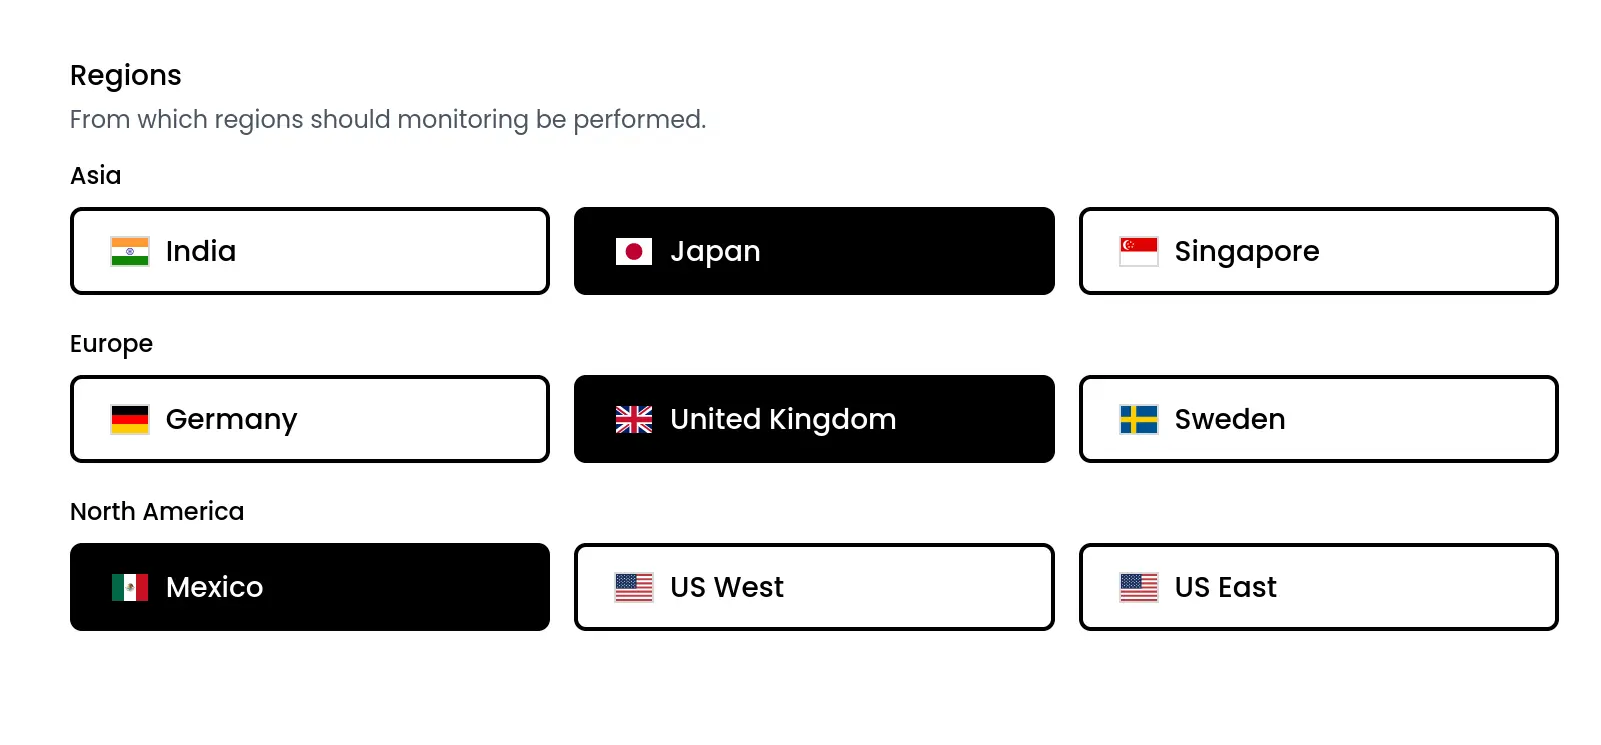 Regions
From which regions should monitoring be performed.
Asia
India
Japan
Singapore
Europe
Germany
United Kingdom
Sweden
North America
Mexico
US West
US East